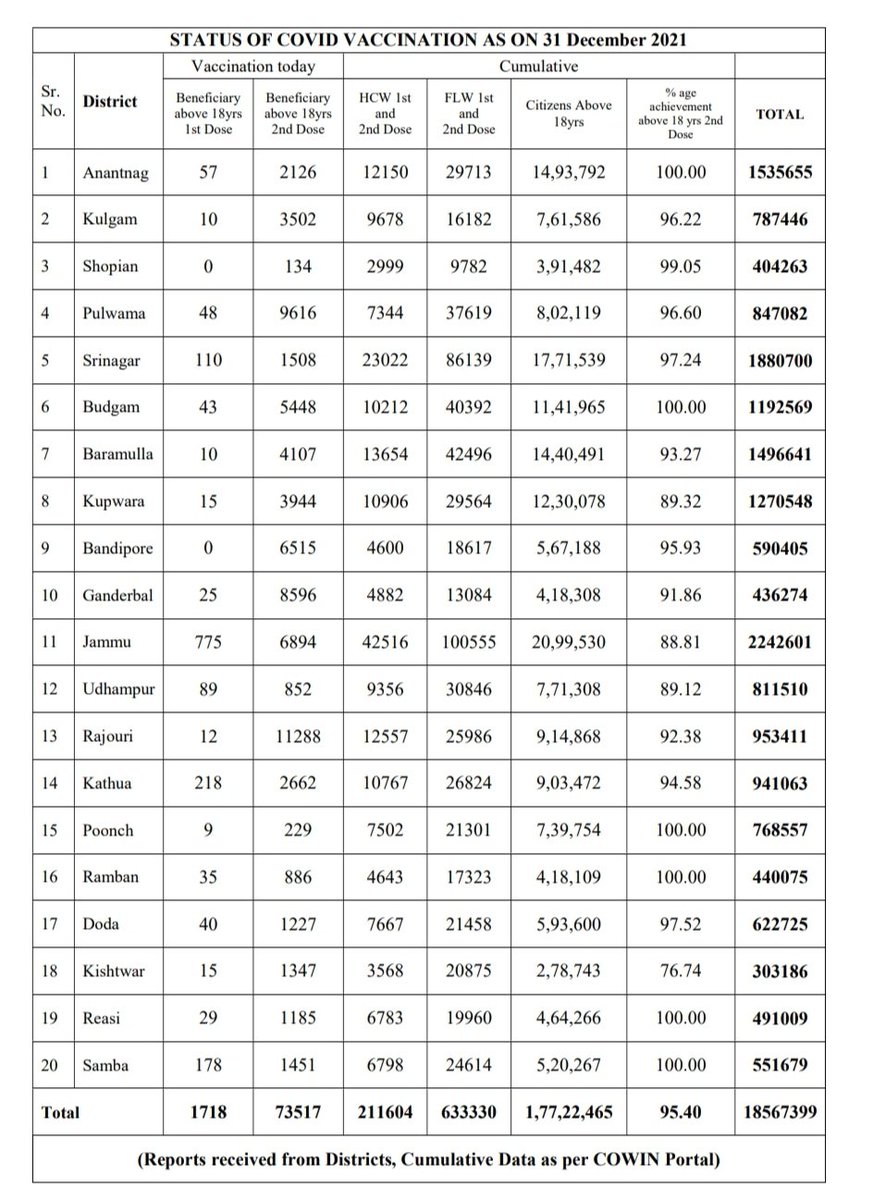 STATUS OF COVID VACCINATION AS ON 31 December 2021
Sr. No. District Vaccination today Cumulative
Beneficiary above 18yrs 1st Dose Beneficiary above 18yrs 2nd Dose HCW 1st and 2nd Dose FLW 1st and 2nd Dose Citizens Above 18yrs % age achievement above 18 yrs 2nd Dose TOTAL
1 Anantnag 57 2126 12150 29713 14,93,792 100.00 1535655
2 Kulgam 10 3502 9678 16182 7,61,586 96.22 787446
3 Shopian 0 134 2999 9782 3,91,482 99.05 404263
4 Pulwama 48 9616 7344 37619 8,02,119 96.60 847082
5 Srinagar 110 1508 23022 86139 17,71,539 97.24 1880700
6 Budgam 43 5448 10212 40392 11,41,965 100.00 1192569
7 Baramulla 10 4107 13654 42496 14,40,491 93.27 1496641
8 Kupwara 15 3944 10906 29564 12,30,078 89.32 1270548
9 Bandipore 0 6515 4600 18617 5,67,188 95.93 590405
10 Ganderbal 25 8596 4882 13084 4,18,308 91.86 436274
11 Jammu 775 6894 42516 100555 20,99,530 88.81 2242601
12 Udhampur 89 852 9356 30846 7,71,308 89.12 811510
13 Rajouri 12 11288 12557 25986 9,14,868 92.38 953411
14 Kathua 218 2662 10767 26824 9,03,472 94.58 941063
15 Poonch 9 229 7502 21301 7,39,754 100.00 768557
16 Ramban 35 886 4643 17323 4,18,109 100.00 440075
17 Doda 40 1227 7667 21458 5,93,600 97.52 622725
18 Kishtwar 15 1347 3568 20875 2,78,743 76.74 303186
19 Reasi 29 1185 6783 19960 4,64,266 100.00 491009
20 Samba 178 1451 6798 24614 5,20,267 100.00 551679
Total 1718 73517 211604 633330 1,77,22,465 95.40 18567399
(Reports received from Districts, Cumulative Data as per COWIN Portal)